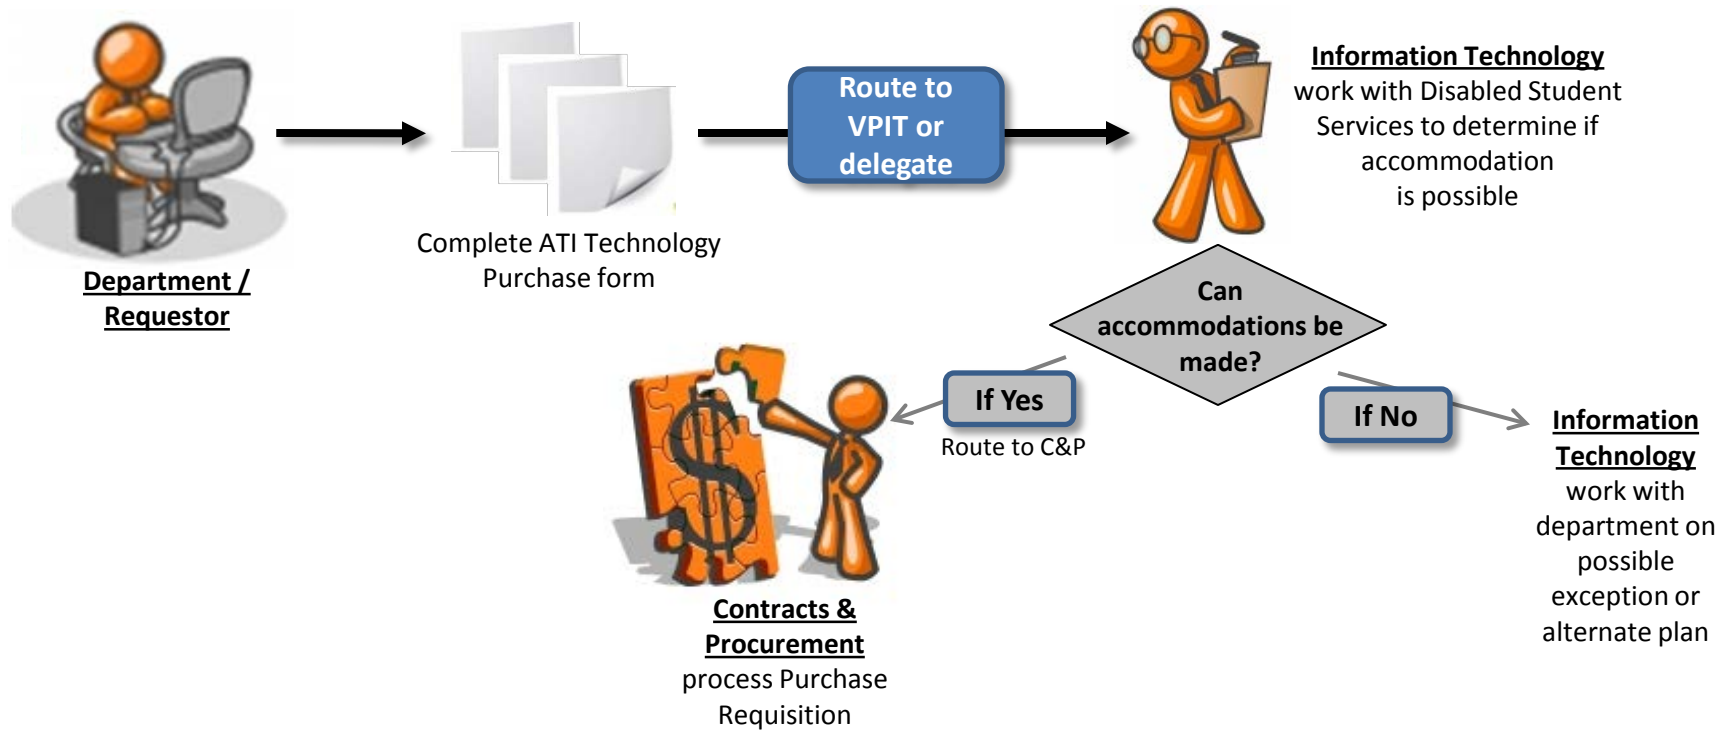 Department /
Requestor
Complete ATI Technology
Purchase form
Route to
VPIT or
delegate
Information Technology
work with Disabled Student
Services to determine if
accommodation
is possible
Can
accommodations be
made?
If Yes
Route to C&P
If No
Contracts &
Procurement
process Purchase
Requisition
Information
Technology
work with
department on
possible
exception or
alternate plan